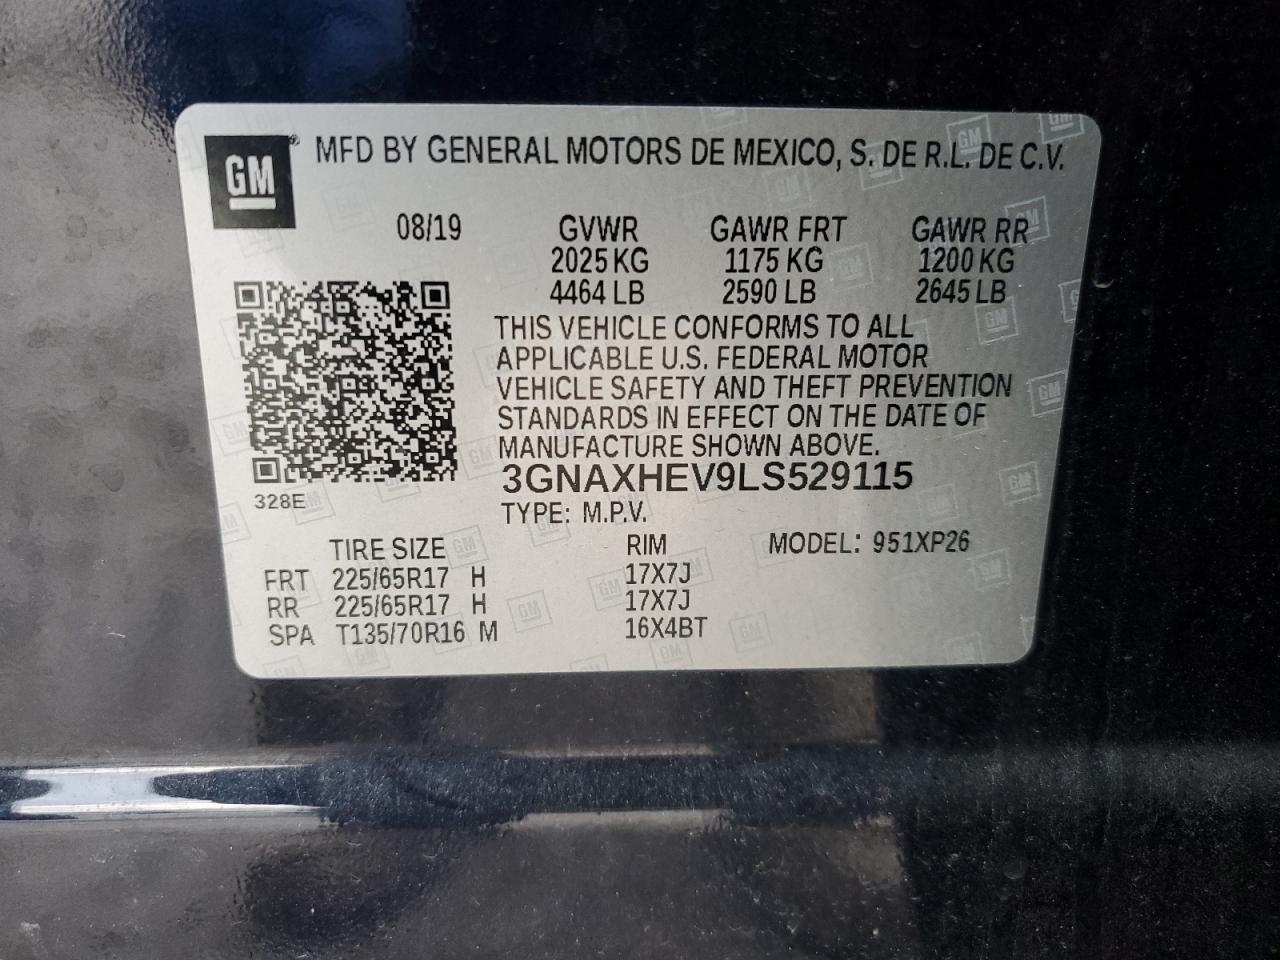 GM® MFD BY GENERAL MOTORS DE MEXICO, S. DE R.L. DE C.V.
08/19 GVWR GAWR FRT GAWR RR
2025 KG 1175 KG 1200 KG
4464 LB 2590 LB 2645 LB
THIS VEHICLE CONFORMS TO ALL
APPLICABLE U.S. FEDERAL MOTOR
VEHICLE SAFETY AND THEFT PREVENTION
STANDARDS IN EFFECT ON THE DATE OF
MANUFACTURE SHOWN ABOVE.
3GNAXHEV9LS529115
328E
TYPE: M.P.V.
TIRE SIZE RIM MODEL: 951XP26
FRT 225/65R17 H 17X7J
RR 225/65R17 H 17X7J
SPA T135/70R16 M 16X4BT